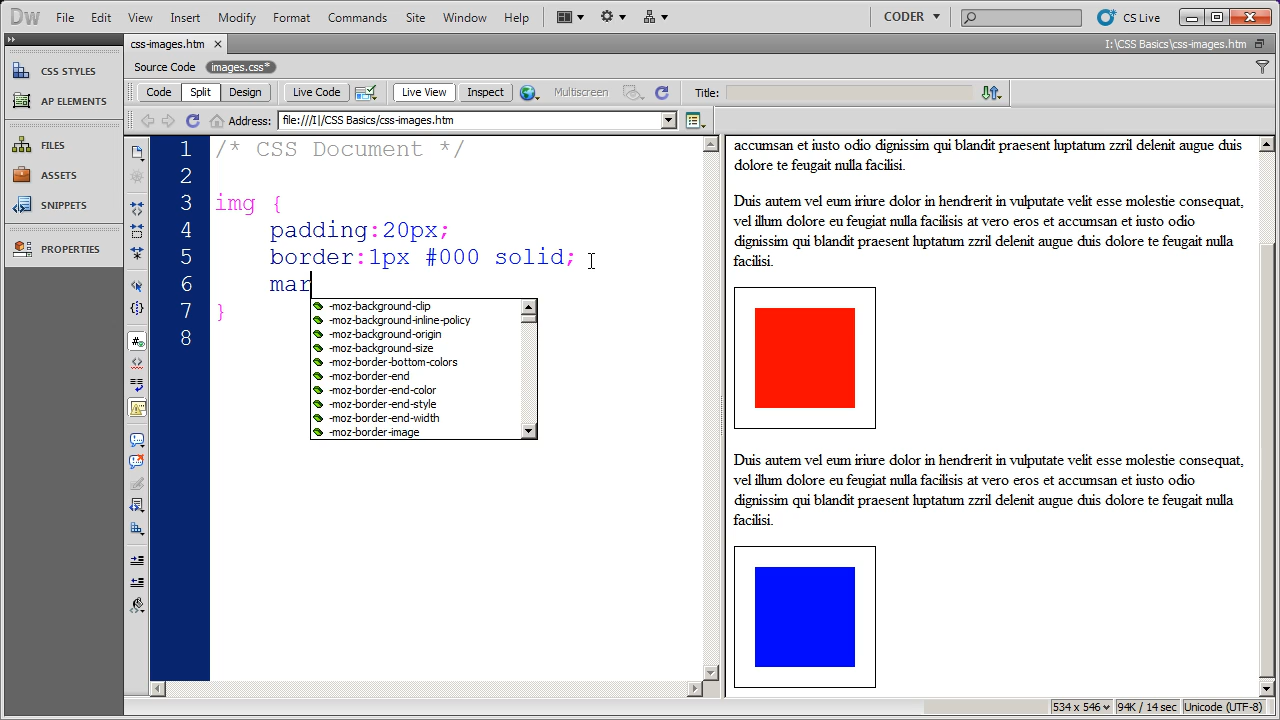 Dw File Edit View Insert Modify Format Commands Site Window Help CODER CS Live
css-images.htm I:\CSS Basics\css-images.htm
Source Code images.css*
Code Split Design Live Code Live View Inspect Multiscreen Title:
Address: file:///I|/CSS Basics/css-images.htm
CSS STYLES
AP ELEMENTS
FILES
ASSETS
SNIPPETS
PROPERTIES
1 /* CSS Document */
2
3 img {
4 padding:20px;
5 border:1px #000 solid;
6 mar
7 }
8
-moz-background-clip
-moz-background-inline-policy
-moz-background-origin
-moz-background-size
-moz-border-bottom-colors
-moz-border-end
-moz-border-end-color
-moz-border-end-style
-moz-border-end-width
-moz-border-image
accumsan et iusto odio dignissim qui blandit praesent luptatum zzril delenit augue duis
dolore te feugait nulla facilisi.
Duis autem vel eum iriure dolor in hendrerit in vulputate velit esse molestie consequat,
vel illum dolore eu feugiat nulla facilisis at vero eros et accumsan et iusto odio
dignissim qui blandit praesent luptatum zzril delenit augue duis dolore te feugait nulla
facilisi.
Duis autem vel eum iriure dolor in hendrerit in vulputate velit esse molestie consequat,
vel illum dolore eu feugiat nulla facilisis at vero eros et accumsan et iusto odio
dignissim qui blandit praesent luptatum zzril delenit augue duis dolore te feugait nulla
facilisi.
534 x 546 94K / 14 sec Unicode (UTF-8)